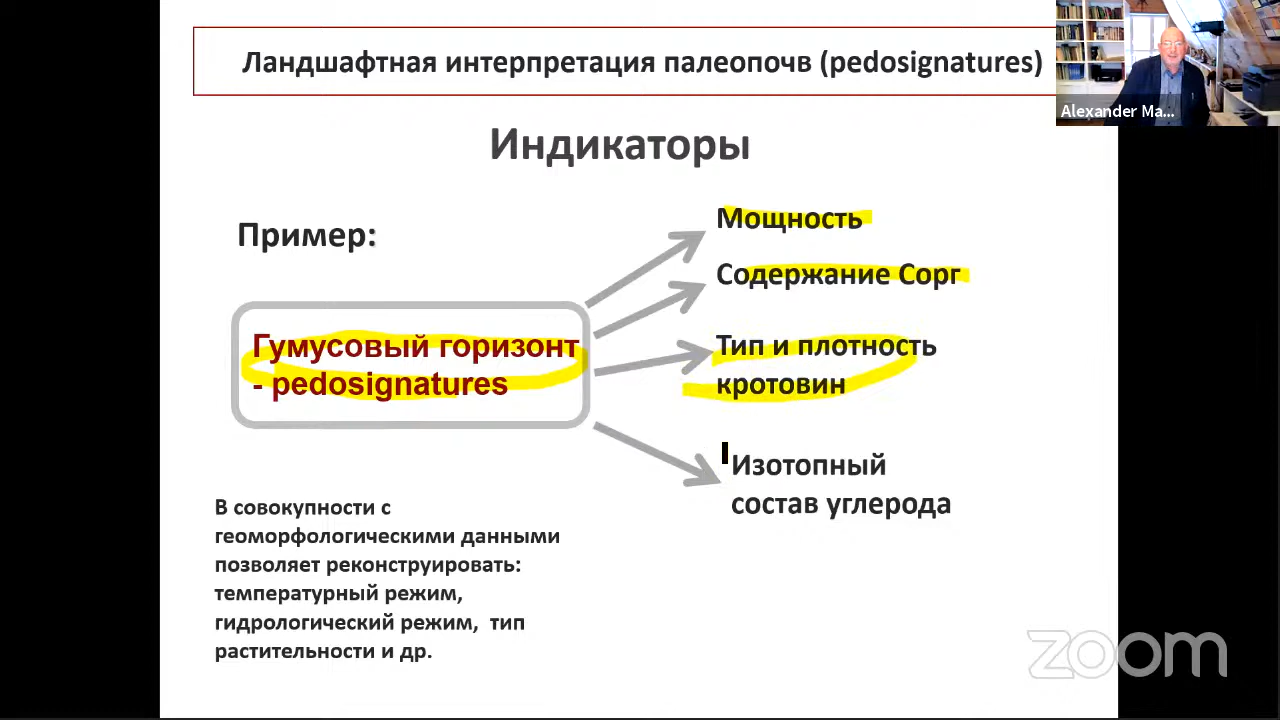 Ландшафтная интерпретация палеопочв (pedosignatures)
Alexander Ma...
Индикаторы
Пример:
Мощность
Содержание Сорг
Гумусовый горизонт
- pedosignatures
Тип и плотность
кротовин
Изотопный
состав углерода
В совокупности с
геоморфологическими данными
позволяет реконструировать:
температурный режим,
гидрологический режим, тип
растительности и др.
zoom